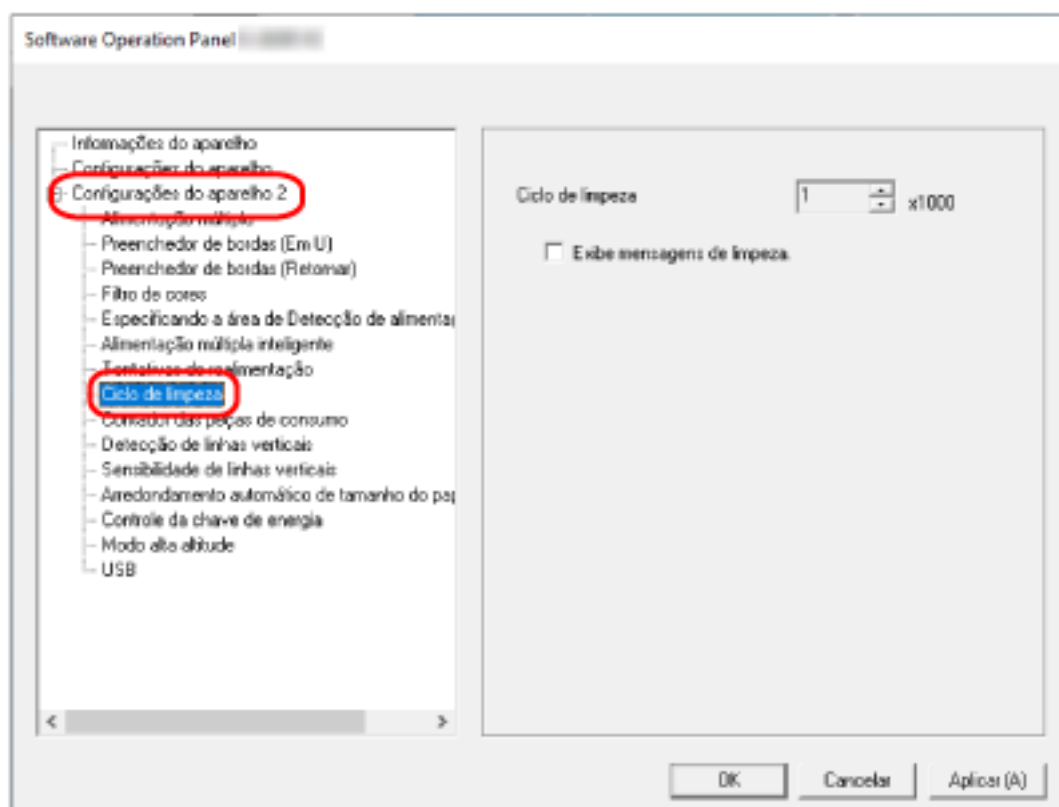 Software Operation Panel
Informações do aparelho
Configurações do aparelho
Configurações do aparelho 2
Alimentação múltipla
Preenchedor de bordas (Em U)
Preenchedor de bordas (Retornar)
Filtro de cores
Especificando a área de Detecção de alimentaç
Alimentação múltipla inteligente
Tentativas de realimentação
Ciclo de limpeza
Contador das peças de consumo
Detecção de linhas verticais
Sensibilidade de linhas verticais
Arredondamento automático de tamanho do pap
Controle da chave de energia
Modo alta altitude
USB
Ciclo de limpeza
1
x1000
Exibe mensagens de limpeza.
OK
Cancelar
Aplicar (A)